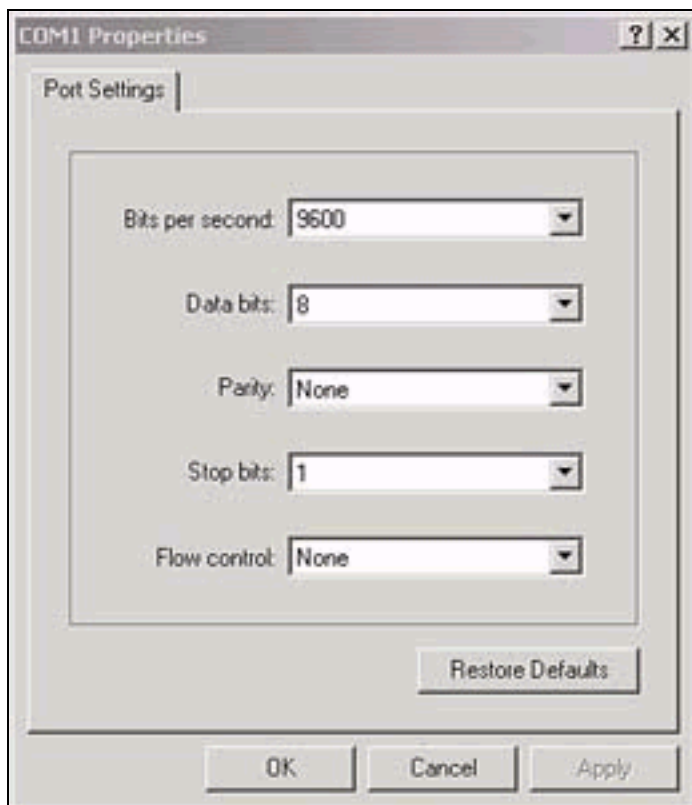 COM1 Properties
Port Settings
Bits per second: 9600
Data bits: 8
Parity: None
Stop bits: 1
Flow control: None
Restore Defaults
OK Cancel Apply